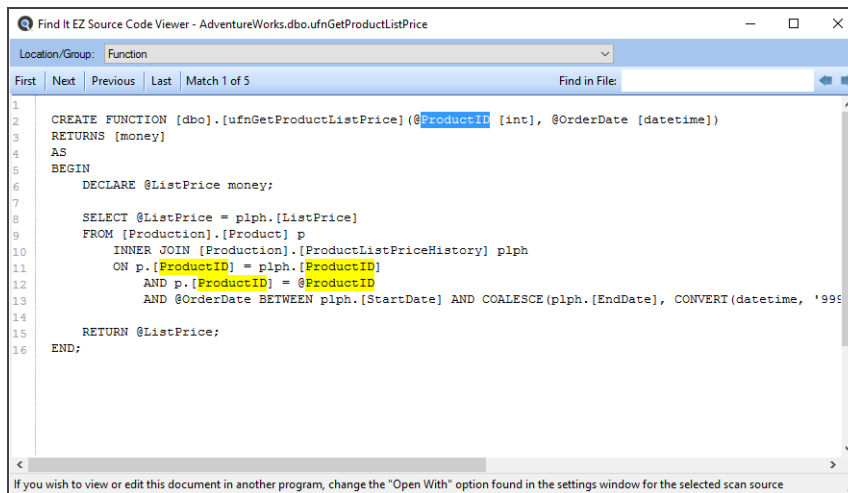 Find It EZ Source Code Viewer - AdventureWorks.dbo.ufnGetProductListPrice
Location/Group: Function
First Next Previous Last Match 1 of 5 Find in File:
1
2 CREATE FUNCTION [dbo].[ufnGetProductListPrice](@ProductID [int], @OrderDate [datetime])
3 RETURNS [money]
4 AS
5 BEGIN
6 DECLARE @ListPrice money;
7
8 SELECT @ListPrice = plph.[ListPrice]
9 FROM [Production].[Product] p
10 INNER JOIN [Production].[ProductListPriceHistory] plph
11 ON p.[ProductID] = plph.[ProductID]
12 AND p.[ProductID] = @ProductID
13 AND @OrderDate BETWEEN plph.[StartDate] AND COALESCE(plph.[EndDate], CONVERT(datetime, '999
14
15 RETURN @ListPrice;
16 END;
If you wish to view or edit this document in another program, change the "Open With" option found in the settings window for the selected scan source